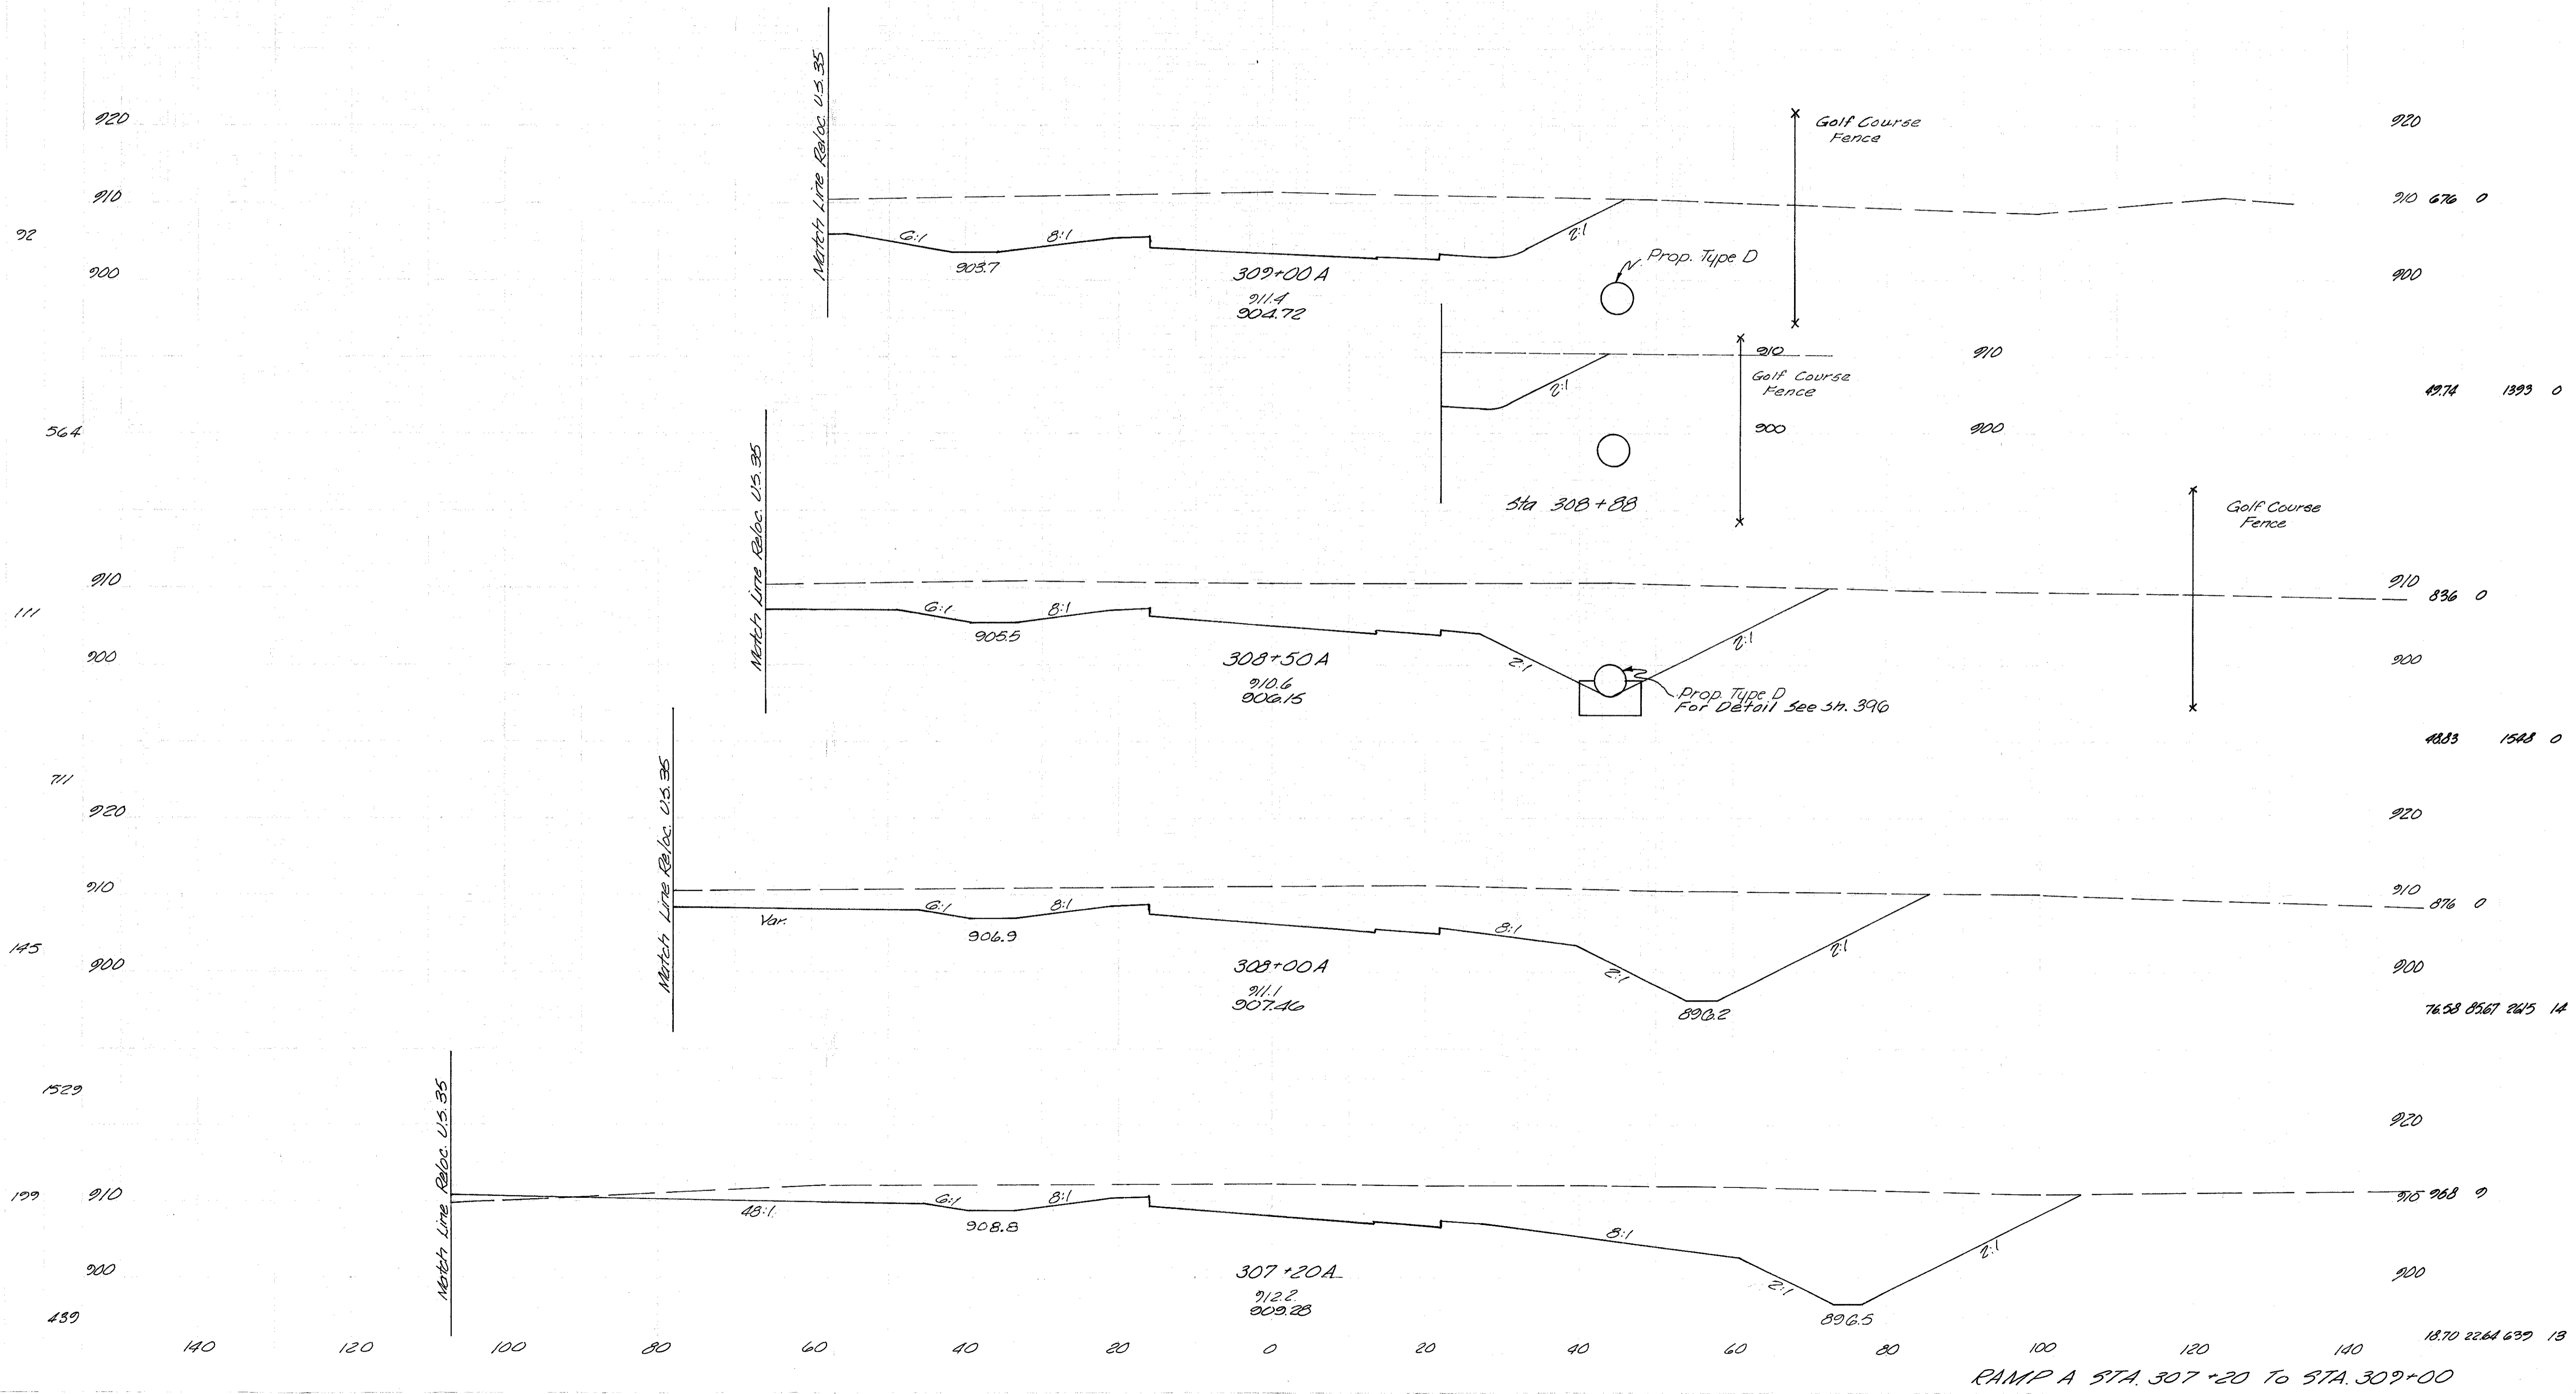 Match Line Reloc. U.S. 35
920
920
Golf Course
Fence
910
910 676 0
92
6:1
8:1
2:1
903.7
Prop. Type D
900
309+00 A
900
911.4
904.72
910
910
Golf Course
Fence
2:1
49.74 1393 0
564
900
900
Sta 308+88
Match Line Reloc. U.S. 35
Golf Course
Fence
910
910
836 0
111
6:1
8:1
905.5
2:1
2:1
900
308+50 A
900
910.6
906.15
Prop. Type D
For Detail See Sh. 396
48.83 1548 0
711
Match Line Reloc. U.S. 35
920
920
910
910
876 0
Var.
6:1
8:1
906.9
8:1
2:1
2:1
145
900
308+00 A
900
911.1
907.46
896.2
76.58 85.67 2615 14
1529
Match Line Reloc. U.S. 35
920
199
910
910 968 9
48:1
6:1
8:1
908.8
8:1
2:1
2:1
900
307+20 A
900
912.2
909.28
896.5
439
18.70 22.64 639 13
140 120 100 80 60 40 20 0 20 40 60 80 100 120 140
RAMP A STA. 307+20 To STA. 309+00